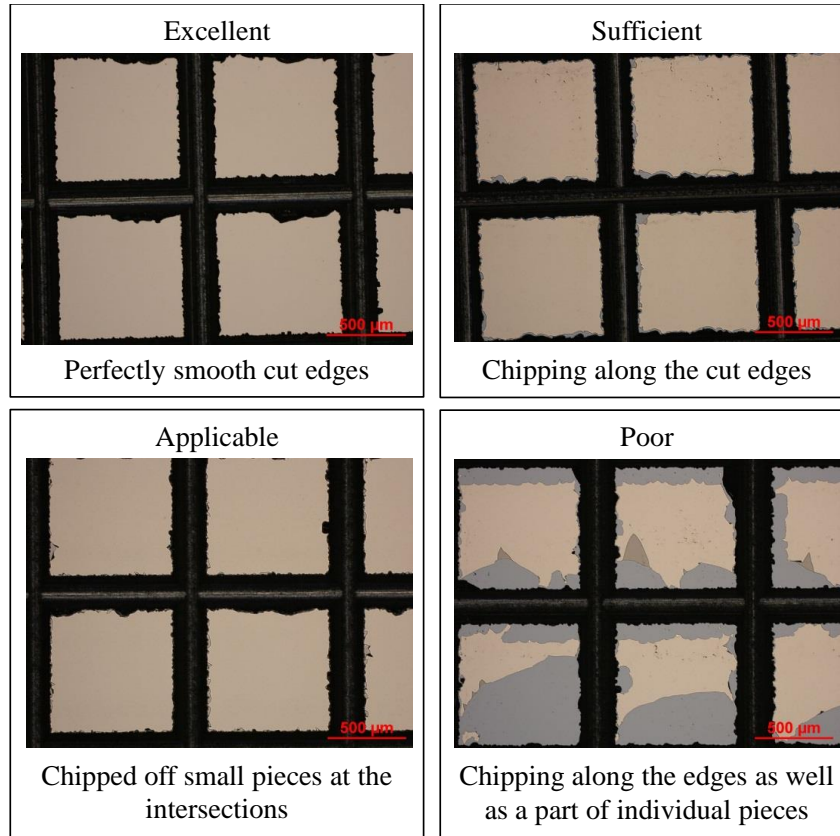 Excellent
500 µm
Perfectly smooth cut edges
Sufficient
500 µm
Chipping along the cut edges
Applicable
500 µm
Chipped off small pieces at the
intersections
Poor
500 µm
Chipping along the edges as well
as a part of individual pieces